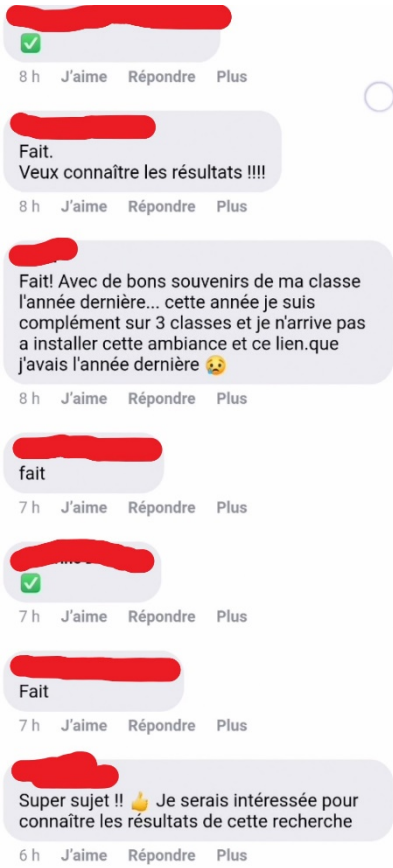 ✅
8 h J'aime Répondre Plus
Fait.
Veux connaître les résultats !!!!
8 h J'aime Répondre Plus
Fait! Avec de bons souvenirs de ma classe
l'année dernière... cette année je suis
complément sur 3 classes et je n'arrive pas
a installer cette ambiance et ce lien.que
j'avais l'année dernière 😢
8 h J'aime Répondre Plus
fait
7 h J'aime Répondre Plus
✅
7 h J'aime Répondre Plus
Fait
7 h J'aime Répondre Plus
Super sujet !! 👍 Je serais intéressée pour
connaître les résultats de cette recherche
6 h J'aime Répondre Plus